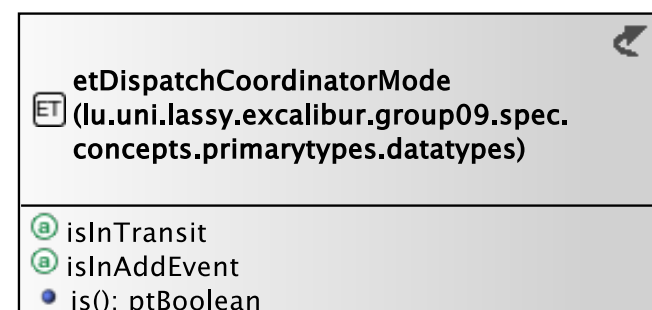 etDispatchCoordinatorMode
ET (lu.uni.lassy.excalibur.group09.spec.
concepts.primarytypes.datatypes)
a isInTransit
a isInAddEvent
is(): ptBoolean